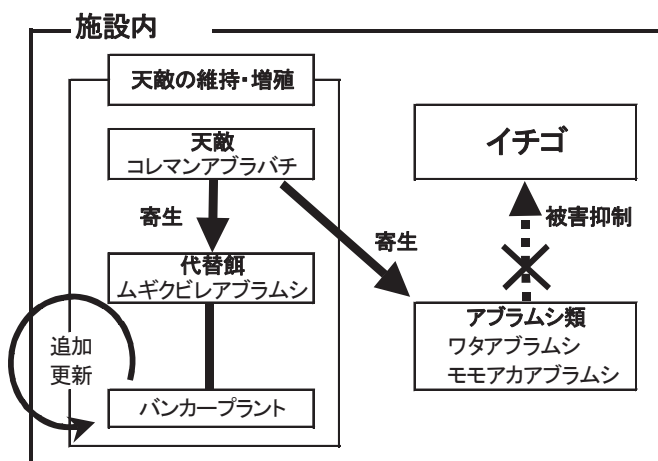 施設内
天敵の維持・増殖
天敵
コレマンアブラバチ
寄生
代替餌
ムギクビレアブラムシ
追加
更新
バンカープラント
寄生
イチゴ
被害抑制
アブラムシ類
ワタアブラムシ
モモアカアブラムシ